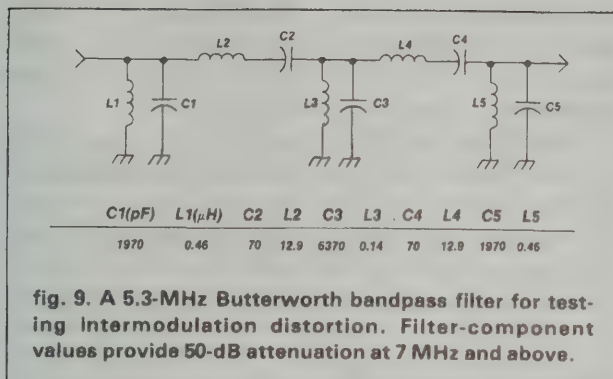 L2
C2
L4
C4
L1
C1
L3
C3
L5
C5
C1(pF) L1(μH) C2 L2 C3 L3 C4 L4 C5 L5
1970 0.46 70 12.9 6370 0.14 70 12.9 1970 0.46
fig. 9. A 5.3-MHz Butterworth bandpass filter for test-
ing intermodulation distortion. Filter-component
values provide 50-dB attenuation at 7 MHz and above.